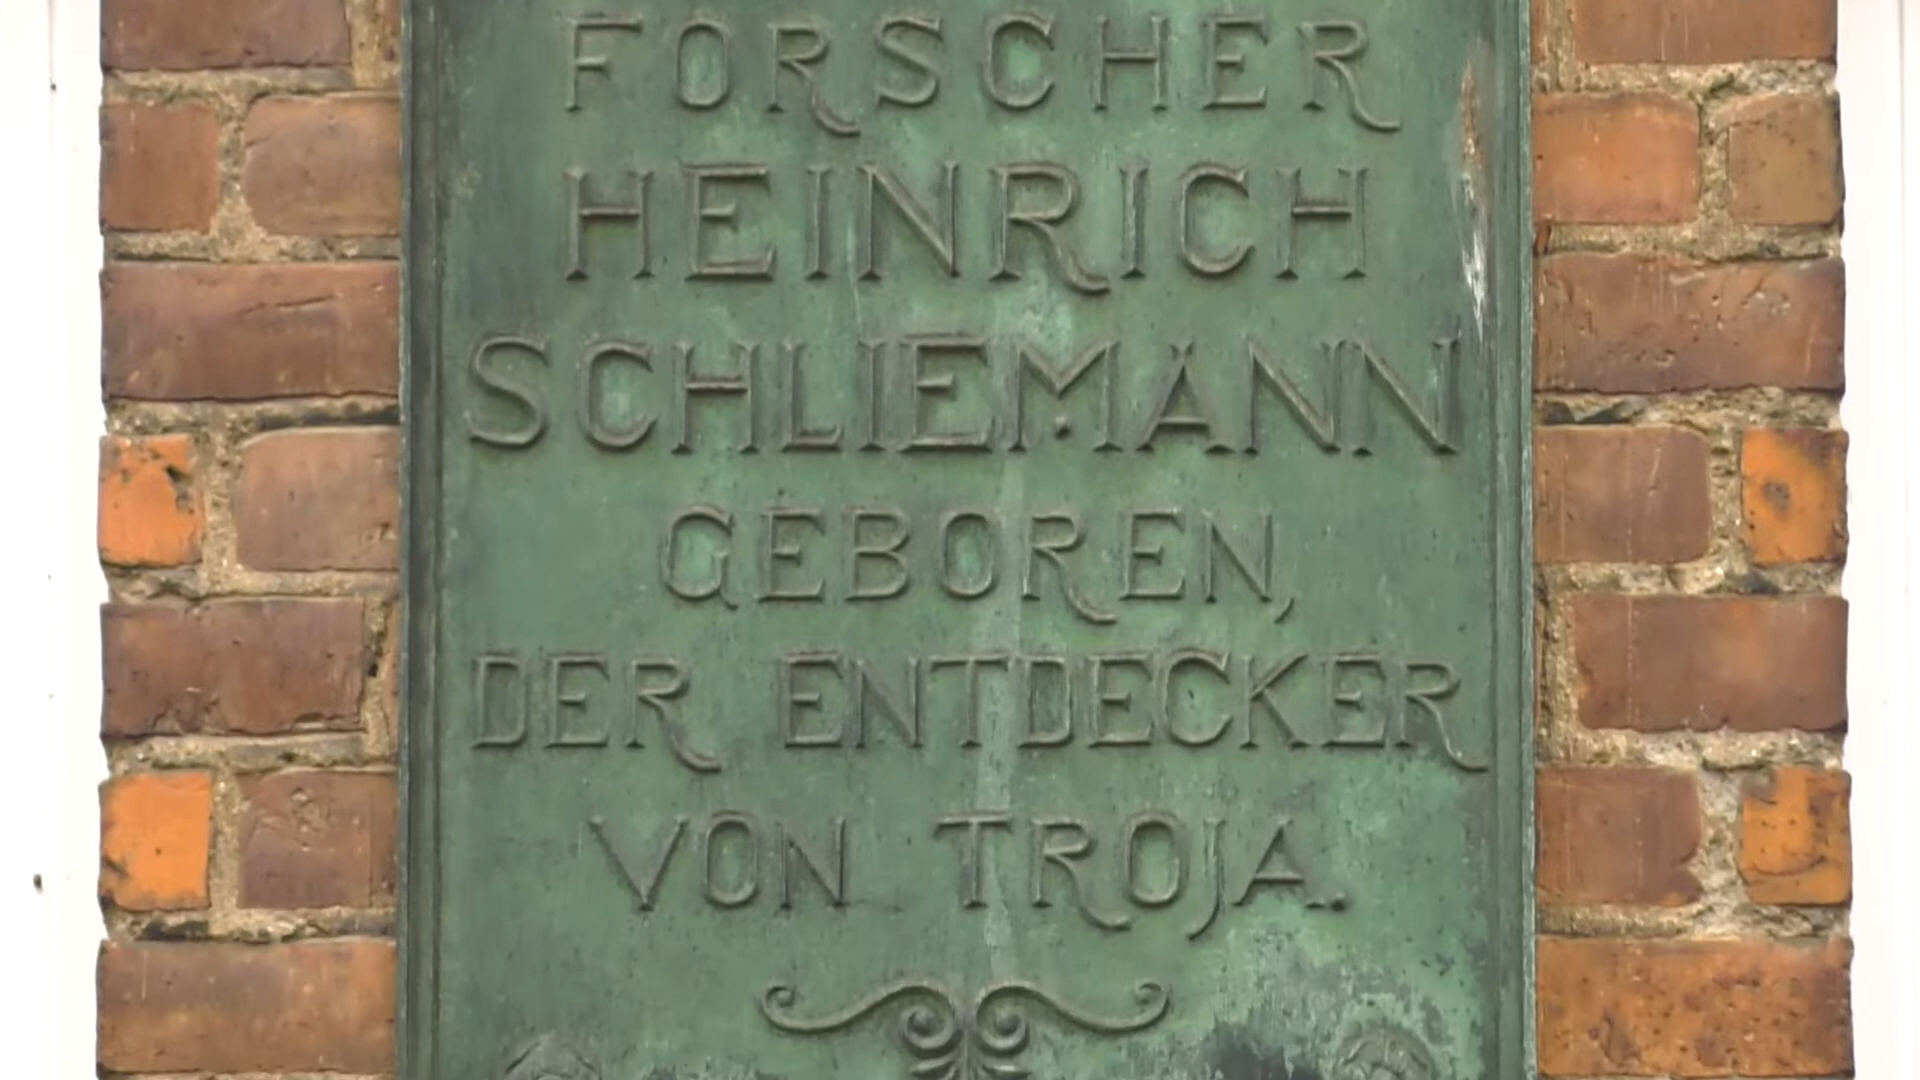 FORSCHER
HEINRICH
SCHLIEMANN
GEBOREN,
DER ENTDECKER
VON TROJA.